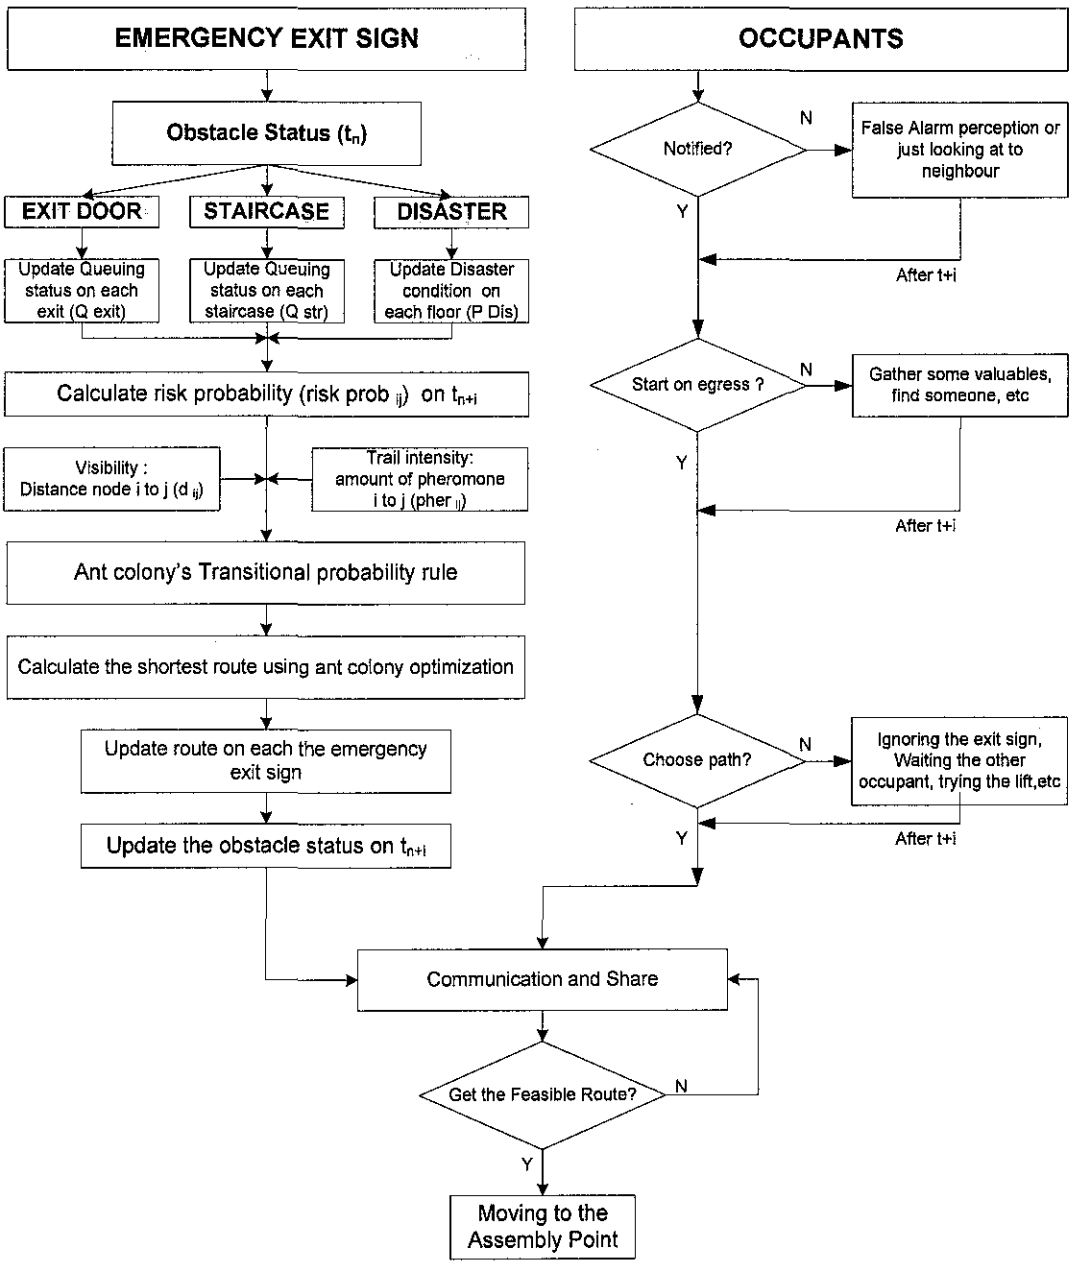 EMERGENCY EXIT SIGN
Obstacle Status (tn)
EXIT DOOR
STAIRCASE
DISASTER
Update Queuing
status on each
exit (Q exit)
Update Queuing
status on each
staircase (Q str)
Update Disaster
condition on
each floor (P Dis)
Calculate risk probability (risk prob ij) on tn+i
Visibility :
Distance node i to j (d ij)
Trail intensity:
amount of pheromone
i to j (pher ij)
Ant colony's Transitional probability rule
Calculate the shortest route using ant colony optimization
Update route on each the emergency
exit sign
Update the obstacle status on tn+i
OCCUPANTS
Notified?
N
False Alarm perception or
just looking at to
neighbour
Y
After t+i
Start on egress ?
N
Gather some valuables,
find someone, etc
Y
After t+i
Choose path?
N
Ignoring the exit sign,
Waiting the other
occupant, trying the lift,etc
Y
After t+i
Communication and Share
Get the Feasible Route?
N
Y
Moving to the
Assembly Point